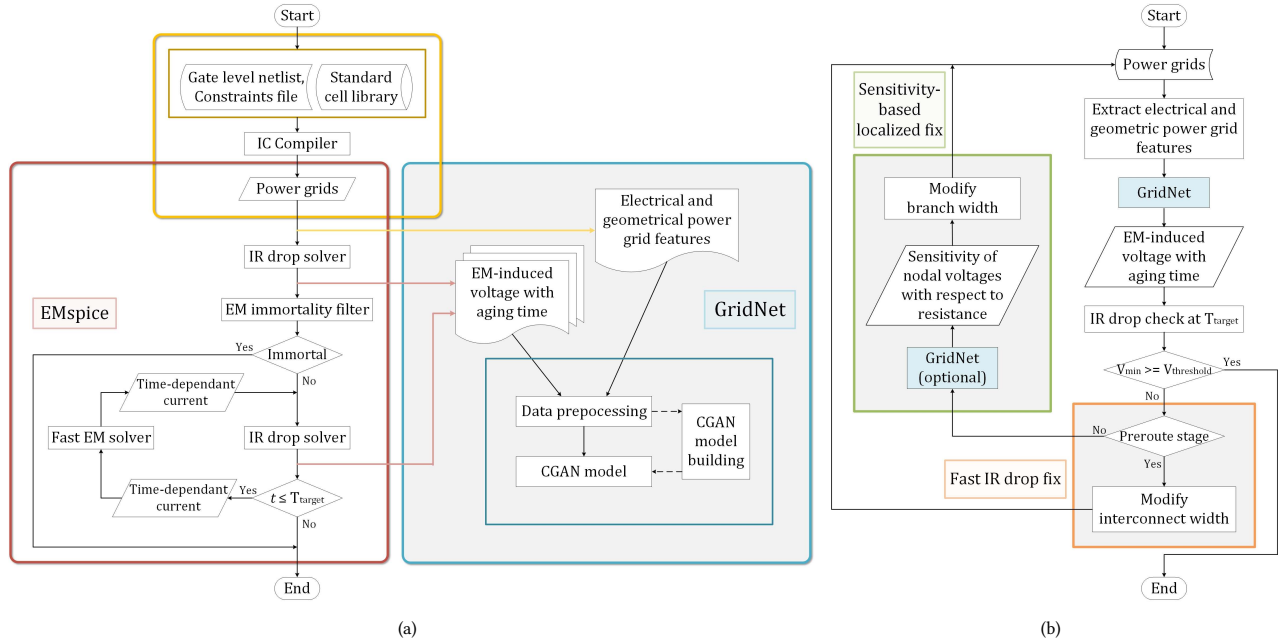 Start
Gate level netlist,
Constraints file
Standard
cell library
IC Compiler
Power grids
IR drop solver
EM immortality filter
EMspice
Yes
Immortal
No
Time-dependant
current
Fast EM solver
IR drop solver
Time-dependant
current
Yes
t ≤ Ttarget
No
End
Electrical and
geometrical power
grid features
EM-induced
voltage with
aging time
GridNet
Data prepocessing
CGAN
model
building
CGAN model
(a)
Start
Power grids
Sensitivity-
based
localized fix
Extract electrical and
geometric power grid
features
Modify
branch width
GridNet
Sensitivity of
nodal voltages
with respect to
resistance
EM-induced
voltage with
aging time
IR drop check at Ttarget
GridNet
(optional)
Vmin >= Vthreshold
Yes
No
No
Preroute stage
Yes
Fast IR drop fix
Modify
interconnect width
End
(b)